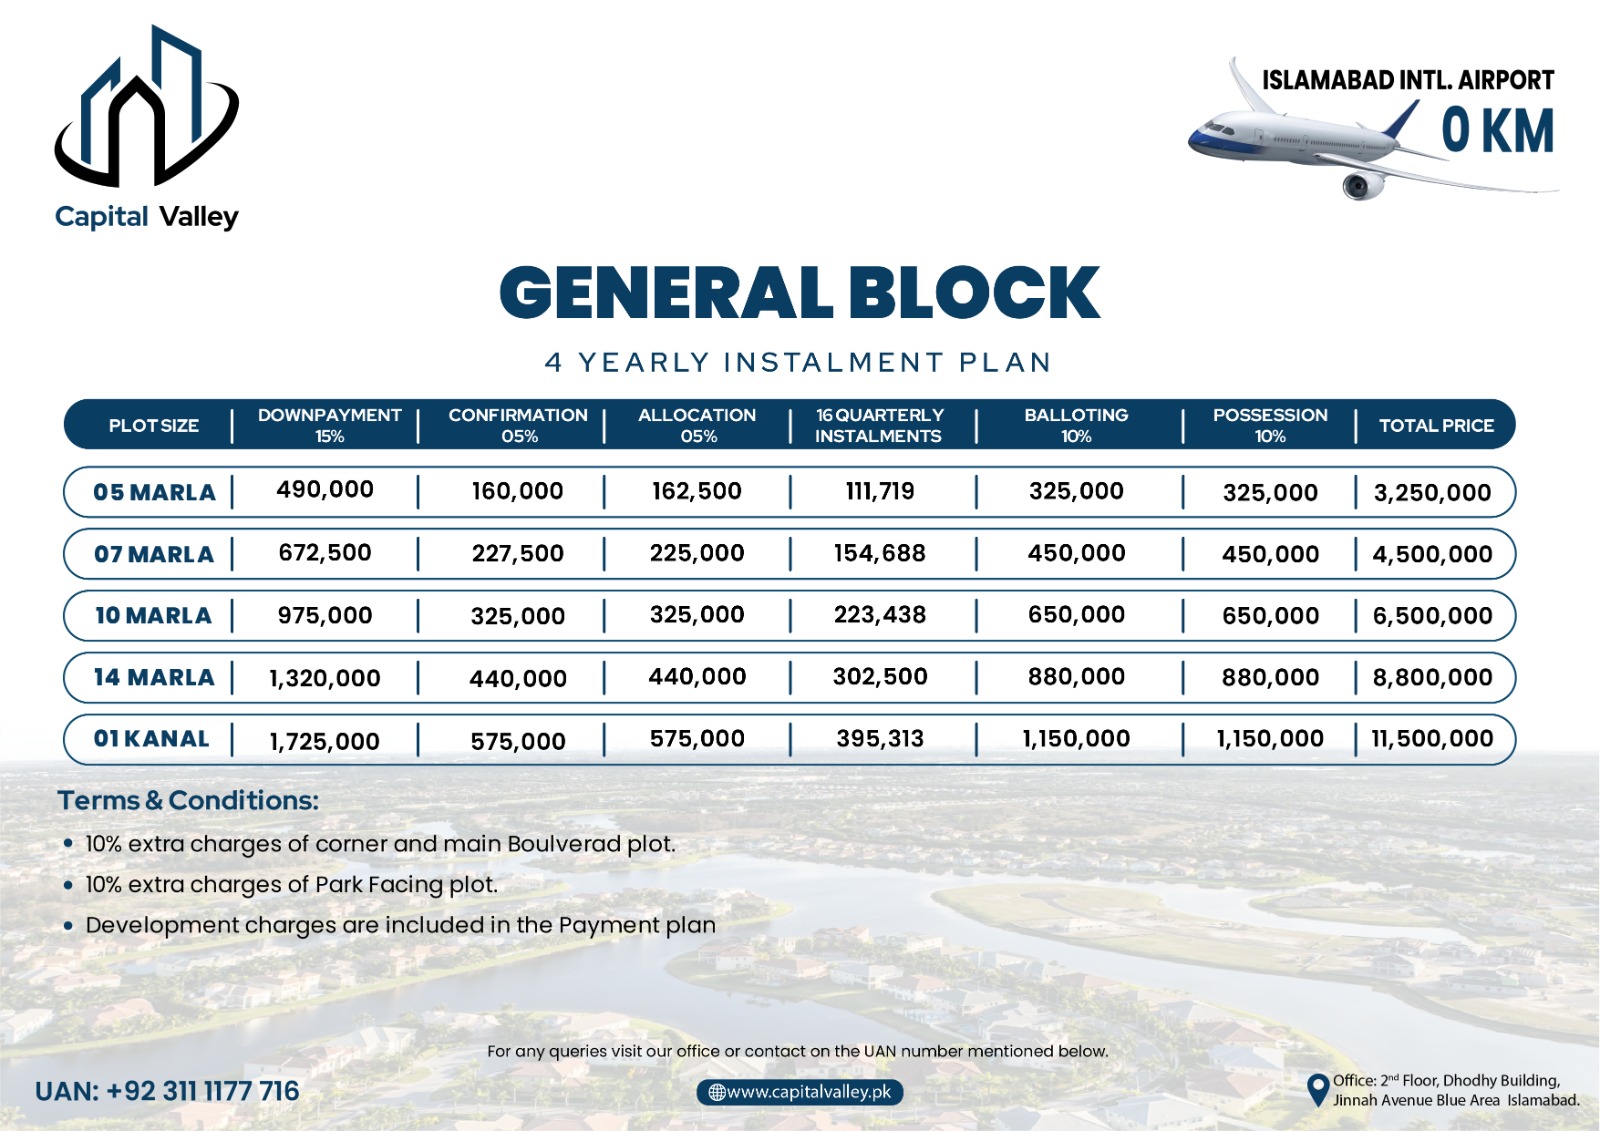 Capital Valley
ISLAMABAD INTL. AIRPORT
0 KM
GENERAL BLOCK
4 YEARLY INSTALMENT PLAN
PLOT SIZE | DOWNPAYMENT 15% | CONFIRMATION 05% | ALLOCATION 05% | 16 QUARTERLY INSTALMENTS | BALLOTING 10% | POSSESSION 10% | TOTAL PRICE
05 MARLA | 490,000 | 160,000 | 162,500 | 111,719 | 325,000 | 325,000 | 3,250,000
07 MARLA | 672,500 | 227,500 | 225,000 | 154,688 | 450,000 | 450,000 | 4,500,000
10 MARLA | 975,000 | 325,000 | 325,000 | 223,438 | 650,000 | 650,000 | 6,500,000
14 MARLA | 1,320,000 | 440,000 | 440,000 | 302,500 | 880,000 | 880,000 | 8,800,000
01 KANAL | 1,725,000 | 575,000 | 575,000 | 395,313 | 1,150,000 | 1,150,000 | 11,500,000
Terms & Conditions:
• 10% extra charges of corner and main Boulverad plot.
• 10% extra charges of Park Facing plot.
• Development charges are included in the Payment plan
For any queries visit our office or contact on the UAN number mentioned below.
UAN: +92 311 1177 716
www.capitalvalley.pk
Office: 2nd Floor, Dhodhy Building,
Jinnah Avenue Blue Area Islamabad.